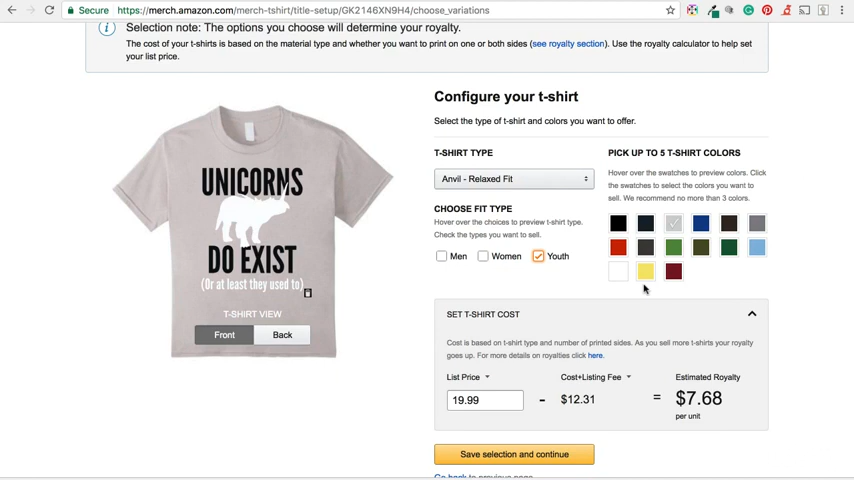 Secure
https://merch.amazon.com/merch-tshirt/title-setup/GK2146XN9H4/choose_variations
Selection note: The options you choose will determine your royalty.
The cost of your t-shirts is based on the material type and whether you want to print on one or both sides (see royalty section). Use the royalty calculator to help set
your list price.
Configure your t-shirt
Select the type of t-shirt and colors you want to offer.
T-SHIRT TYPE
Anvil - Relaxed Fit
CHOOSE FIT TYPE
Hover over the choices to preview t-shirt type.
Check the types you want to sell.
Men Women Youth
PICK UP TO 5 T-SHIRT COLORS
Hover over the swatches to preview colors. Click
the swatches to select the colors you want to
sell. We recommend no more than 3 colors.
UNICORNS
DO EXIST
(Or at least they used to)
T-SHIRT VIEW
Front Back
SET T-SHIRT COST
Cost is based on t-shirt type and number of printed sides. As you sell more t-shirts your royalty
goes up. For more details on royalties click here.
List Price Cost+Listing Fee Estimated Royalty
19.99 - $12.31 = $7.68
per unit
Save selection and continue
Go back to previous page